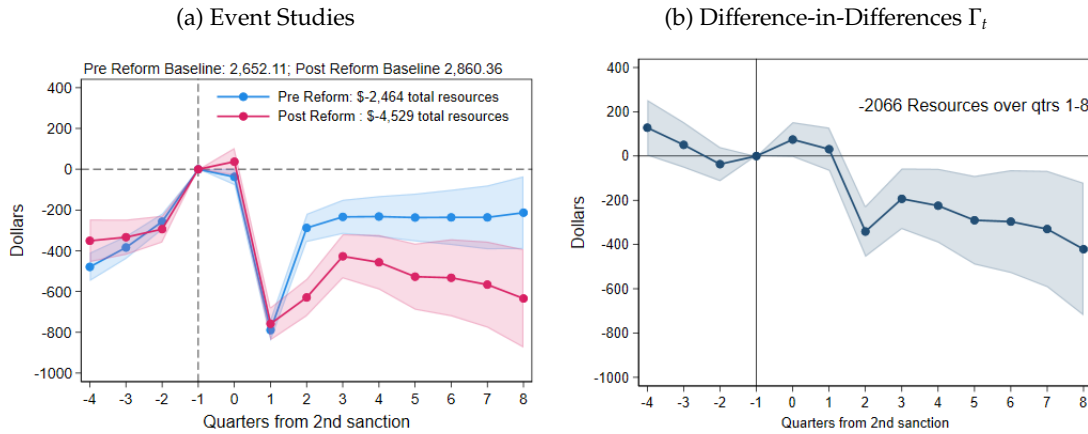 (a) Event Studies
Pre Reform Baseline: 2,652.11; Post Reform Baseline 2,860.36
Pre Reform: $-2,464 total resources
Post Reform : $-4,529 total resources
400
200
0
-200
-400
-600
-800
-1000
Dollars
-4 -3 -2 -1 0 1 2 3 4 5 6 7 8
Quarters from 2nd sanction
(b) Difference-in-Differences Γt
-2066 Resources over qtrs 1-8
400
200
0
-200
-400
-600
-800
-1000
Dollars
-4 -3 -2 -1 0 1 2 3 4 5 6 7 8
Quarters from 2nd sanction